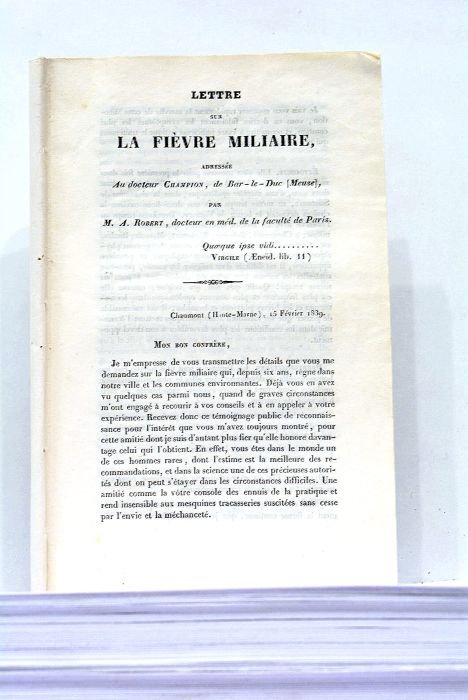 LETTRE
SUR
LA FIÈVRE MILIAIRE,
ADRESSÉE
Au docteur CHAMPION, de Bar-le-Duc (Meuse),
PAR
M. A. ROBERT, docteur en méd. de la faculté de Paris.
Quœque ipse vidi..........
VIRGILE (Æneid. lib. 11)
Chaumont (Haute-Marne), 15 Février 1839.
MON BON CONFRÈRE,
Je m'empresse de vous transmettre les détails que vous me
demandez sur la fièvre miliaire qui, depuis six ans, règne dans
notre ville et les communes environnantes. Déjà vous en avez
vu quelques cas parmi nous, quand de graves circonstances
m'ont engagé à recourir à vos conseils et à en appeler à votre
expérience. Recevez donc ce témoignage public de reconnais-
sance pour l'intérêt que vous m'avez toujours montré, pour
cette amitié dont je suis d'autant plus fier qu'elle honore davan-
tage celui qui l'obtient. En effet, vous êtes dans le monde un
de ces hommes rares, dont l'estime est la meilleure des re-
commandations, et dans la science une de ces précieuses autori-
tés dont on peut s'étayer dans les circonstances difficiles. Une
amitié comme la vôtre console des ennuis de la pratique et
rend insensible aux mesquines tracasseries suscitées sans cesse
par l'envie et la méchanceté.